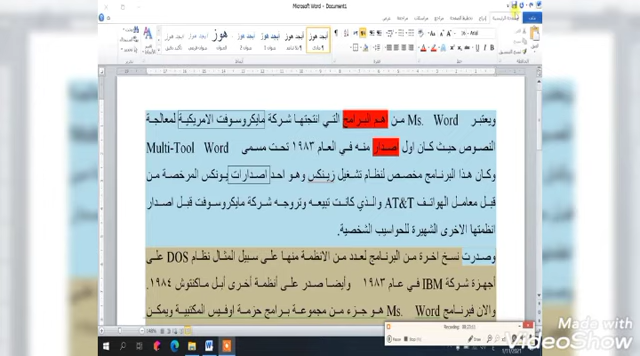 Microsoft Word - Document1
ويعتبر Ms. Word من هم البرامج التي انتجتها شركة مايكروسوفت الامريكية لمعالجة
النصوص حيث كان اول صدار منه في العام ١٩٨٣ تحت مسمى Multi-Tool Word
وكان هذا البرنامج مخصص لنظام تشغيل زينكس وهو احد اصدارات يونكس المرخصة من
قبل معامل الهواتف AT&T والذي كانت تبيعه وتروجه شركة مايكروسوفت قبل اصدار
انظمتها الاخرى الشهيرة للحواسيب الشخصية.
وصدرت نسخ اخرة من البرنامج لعدد من الانظمة منها على سبيل المثال نظام DOS على
أجهزة شركة IBM في عام ١٩٨٣ وأيضا صدر على أنظمة أخرى أبل ماكنتوش ١٩٨٤.
والان فبرنامج Ms. Word هو جزء من مجموعة برامج حزمة اوفيس المكتبية ويمكن
Made with
VideoShow